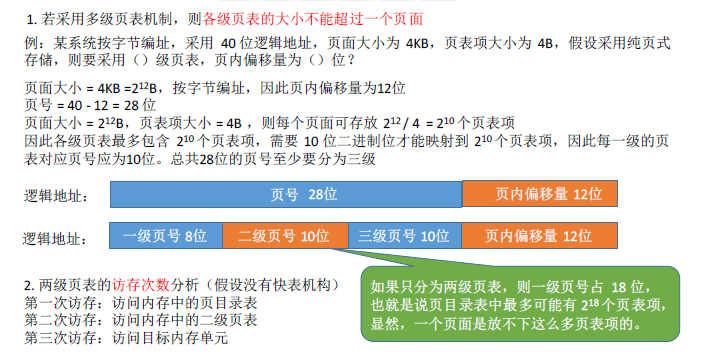 1. 若采用多级页表机制，则各级页表的大小不能超过一个页面
例：某系统按字节编址，采用 40 位逻辑地址，页面大小为 4KB，页表项大小为 4B，假设采用纯页式
存储，则要采用（）级页表，页内偏移量为（）位？
页面大小 = 4KB =2¹²B，按字节编址，因此页内偏移量为12位
页号 = 40 - 12 = 28 位
页面大小 = 2¹²B，页表项大小 = 4B ，则每个页面可存放 2¹² / 4 = 2¹⁰ 个页表项
因此各级页表最多包含 2¹⁰ 个页表项，需要 10 位二进制位才能映射到 2¹⁰ 个页表项，因此每一级的页
表对应页号应为10位。总共28位的页号至少要分为三级
逻辑地址： 页号 28位 页内偏移量 12位
逻辑地址： 一级页号 8位 二级页号 10位 三级页号 10位 页内偏移量 12位
2. 两级页表的访存次数分析（假设没有快表机构）
第一次访存：访问内存中的页目录表
第二次访存：访问内存中的二级页表
第三次访存：访问目标内存单元
如果只分为两级页表，则一级页号占 18 位，
也就是说页目录表中最多可能有 2¹⁸ 个页表项，
显然，一个页面是放不下这么多页表项的。